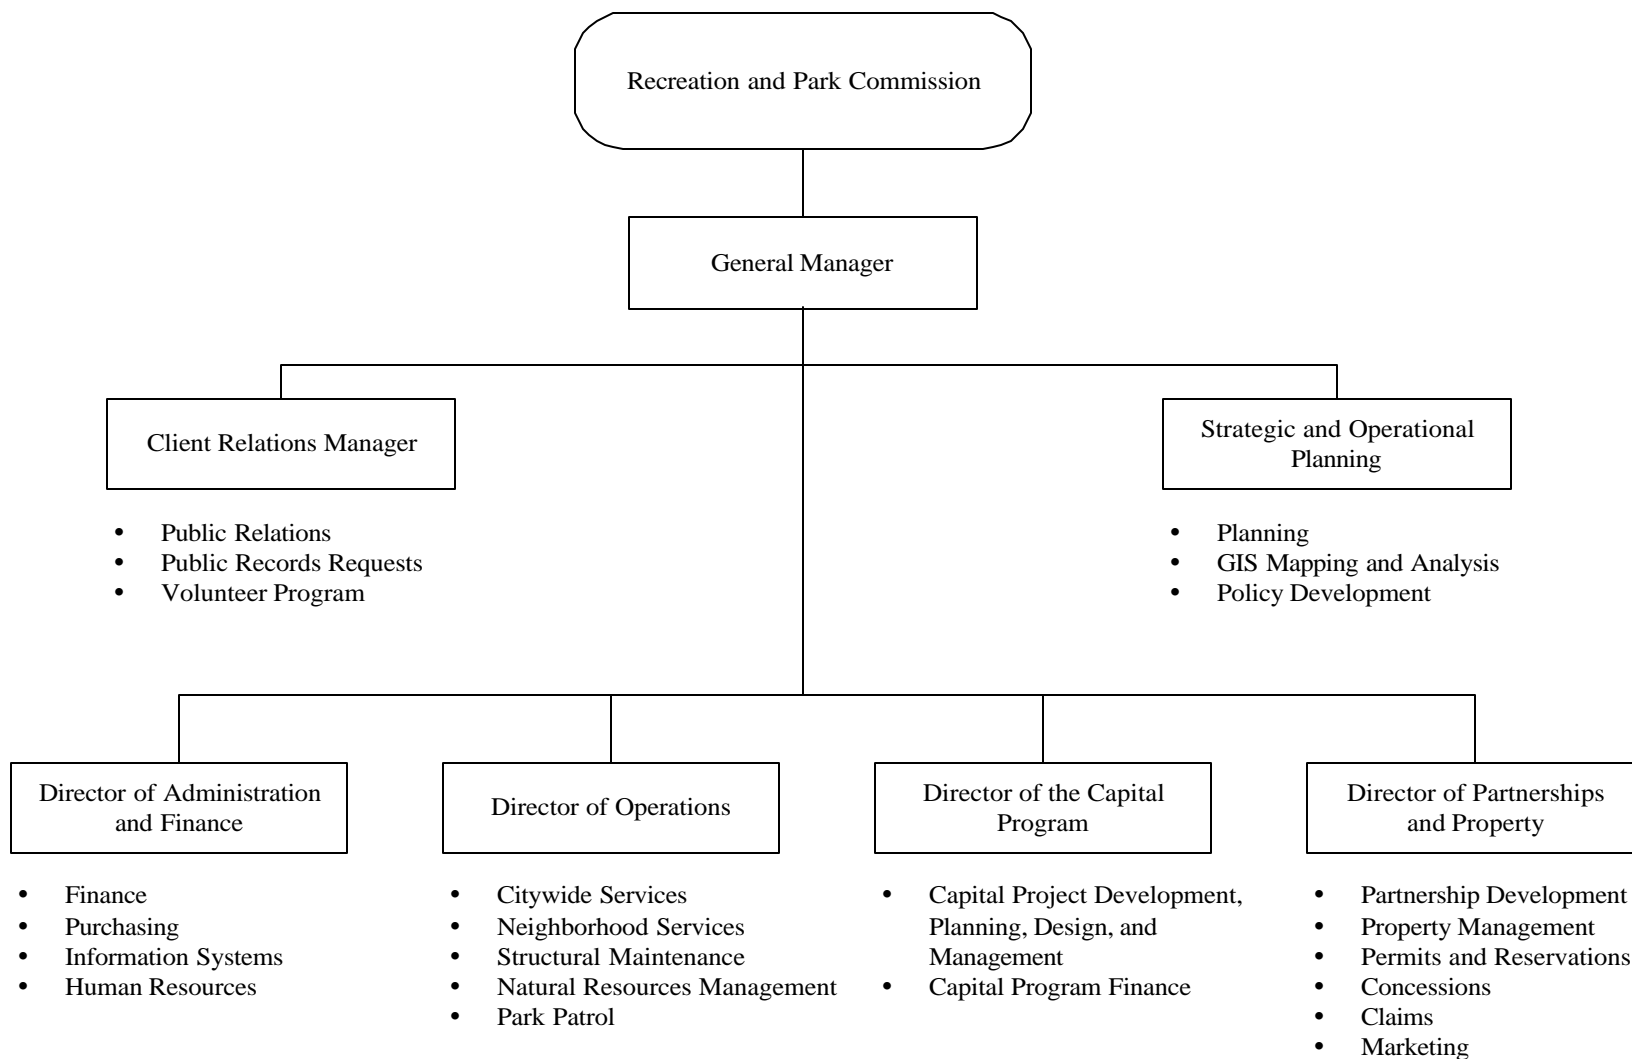 Recreation and Park Commission
General Manager
Client Relations Manager
• Public Relations
• Public Records Requests
• Volunteer Program
Strategic and Operational
Planning
• Planning
• GIS Mapping and Analysis
• Policy Development
Director of Administration
and Finance
• Finance
• Purchasing
• Information Systems
• Human Resources
Director of Operations
• Citywide Services
• Neighborhood Services
• Structural Maintenance
• Natural Resources Management
• Park Patrol
Director of the Capital
Program
• Capital Project Development,
Planning, Design, and
Management
• Capital Program Finance
Director of Partnerships
and Property
• Partnership Development
• Property Management
• Permits and Reservations
• Concessions
• Claims
• Marketing